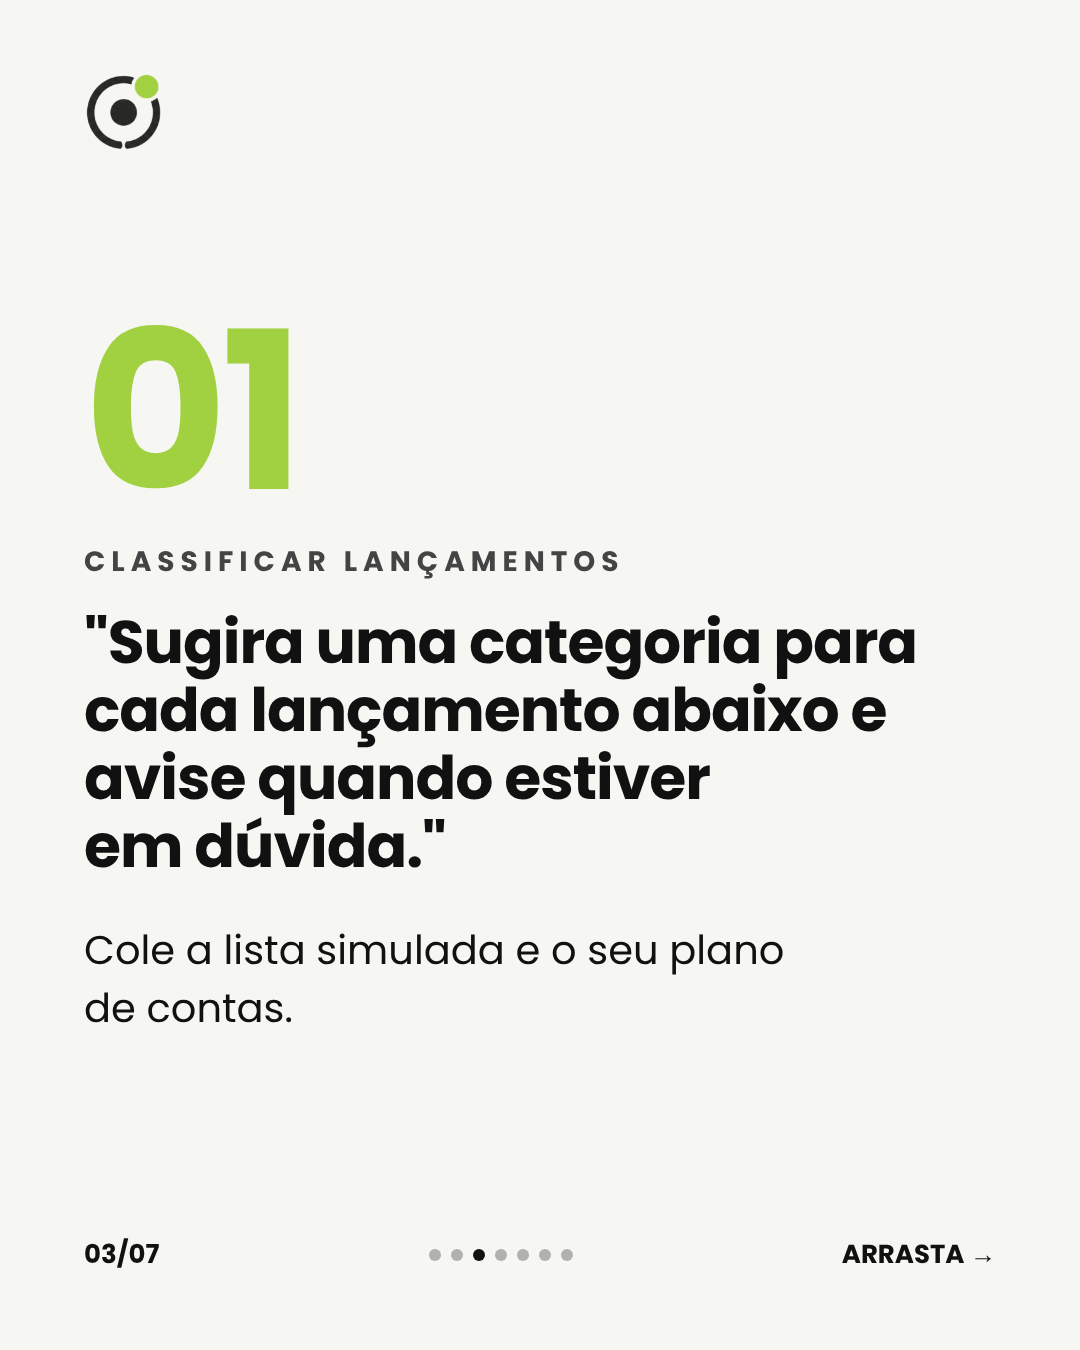 01
CLASSIFICAR LANÇAMENTOS
"Sugira uma categoria para
cada lançamento abaixo e
avise quando estiver
em dúvida."
Cole a lista simulada e o seu plano
de contas.
03/07
ARRASTA →